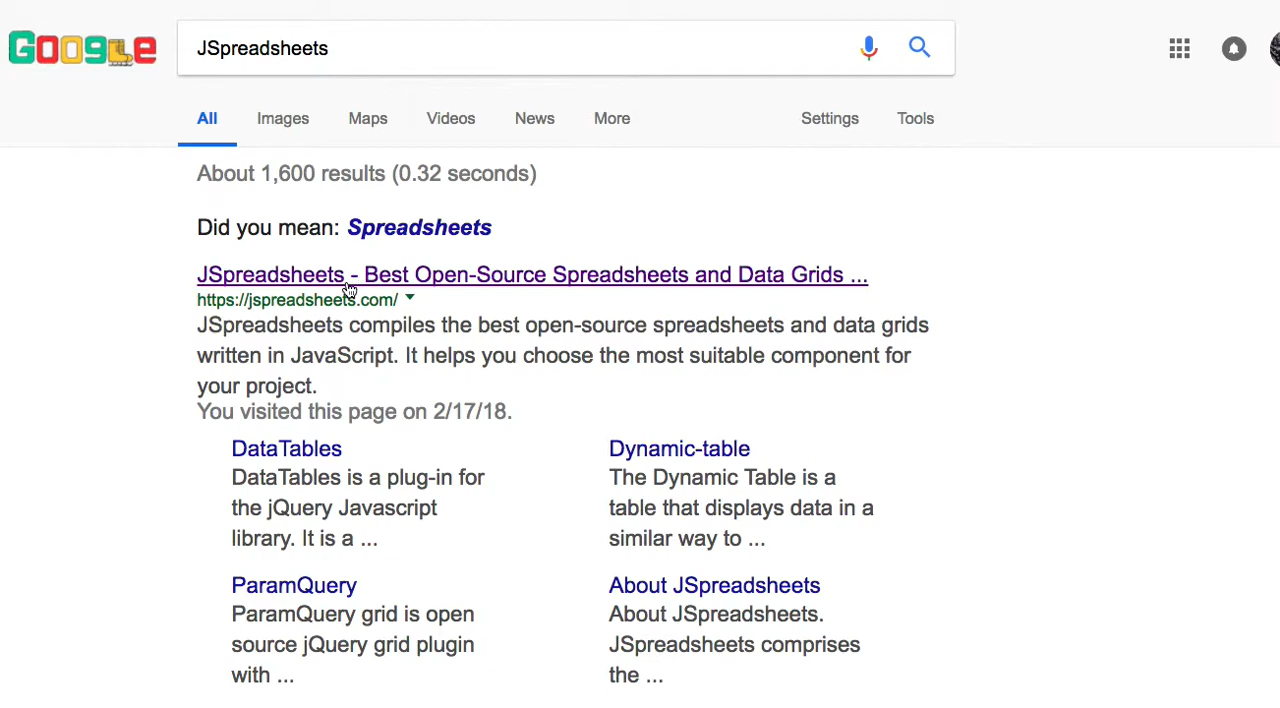 Google
JSpreadsheets
All Images Maps Videos News More Settings Tools
About 1,600 results (0.32 seconds)
Did you mean: Spreadsheets
JSpreadsheets - Best Open-Source Spreadsheets and Data Grids ...
https://jspreadsheets.com/
JSpreadsheets compiles the best open-source spreadsheets and data grids
written in JavaScript. It helps you choose the most suitable component for
your project.
You visited this page on 2/17/18.
DataTables
DataTables is a plug-in for
the jQuery Javascript
library. It is a ...
Dynamic-table
The Dynamic Table is a
table that displays data in a
similar way to ...
ParamQuery
ParamQuery grid is open
source jQuery grid plugin
with ...
About JSpreadsheets
About JSpreadsheets.
JSpreadsheets comprises
the ...